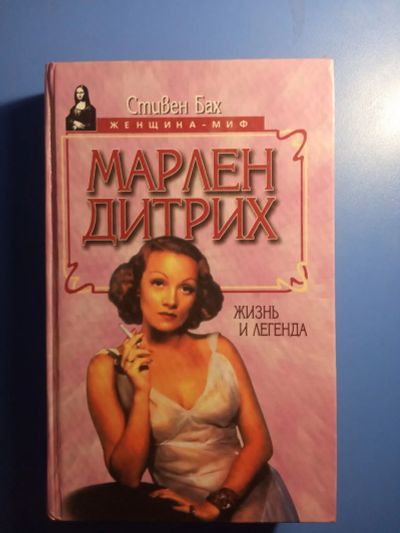 Стивен Бах
ЖЕНЩИНА-МИФ
МАРЛЕН
ДИТРИХ
ЖИЗНЬ
И ЛЕГЕНДА